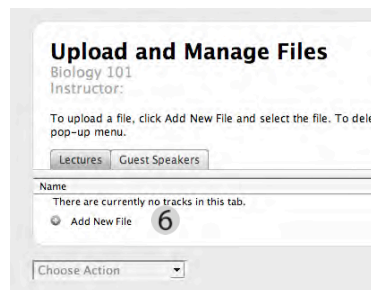 Upload and Manage Files
Biology 101
Instructor:
To upload a file, click Add New File and select the file. To dele
pop-up menu.
Lectures Guest Speakers
Name
There are currently no tracks in this tab.
Add New File 6
Choose Action